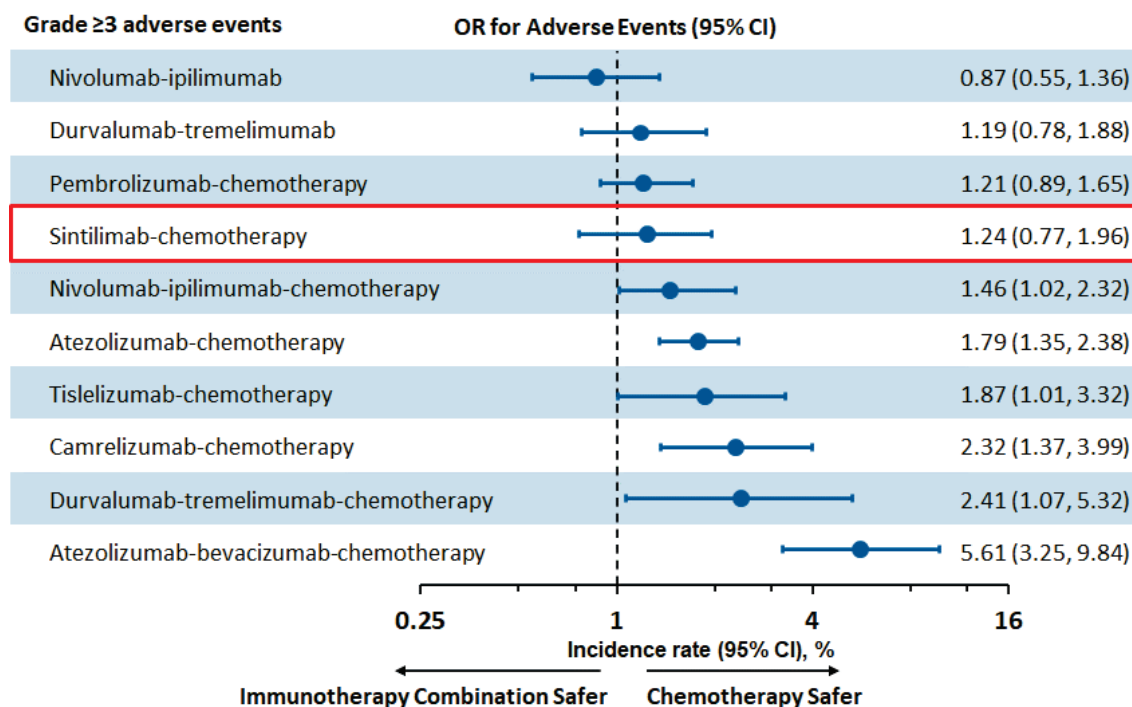 Grade ≥3 adverse events OR for Adverse Events (95% CI)
Nivolumab-ipilimumab 0.87 (0.55, 1.36)
Durvalumab-tremelimumab 1.19 (0.78, 1.88)
Pembrolizumab-chemotherapy 1.21 (0.89, 1.65)
Sintilimab-chemotherapy 1.24 (0.77, 1.96)
Nivolumab-ipilimumab-chemotherapy 1.46 (1.02, 2.32)
Atezolizumab-chemotherapy 1.79 (1.35, 2.38)
Tislelizumab-chemotherapy 1.87 (1.01, 3.32)
Camrelizumab-chemotherapy 2.32 (1.37, 3.99)
Durvalumab-tremelimumab-chemotherapy 2.41 (1.07, 5.32)
Atezolizumab-bevacizumab-chemotherapy 5.61 (3.25, 9.84)
0.25 1 4 16
Incidence rate (95% CI), %
Immunotherapy Combination Safer Chemotherapy Safer